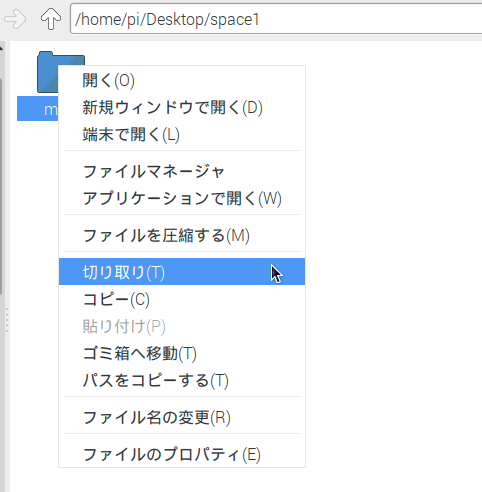 /home/pi/Desktop/space1
開く(O)
新規ウィンドウで開く(D)
端末で開く(L)
ファイルマネージャ
アプリケーションで開く(W)
ファイルを圧縮する(M)
切り取り(T)
コピー(C)
貼り付け(P)
ゴミ箱へ移動(T)
パスをコピーする(T)
ファイル名の変更(R)
ファイルのプロパティ(E)